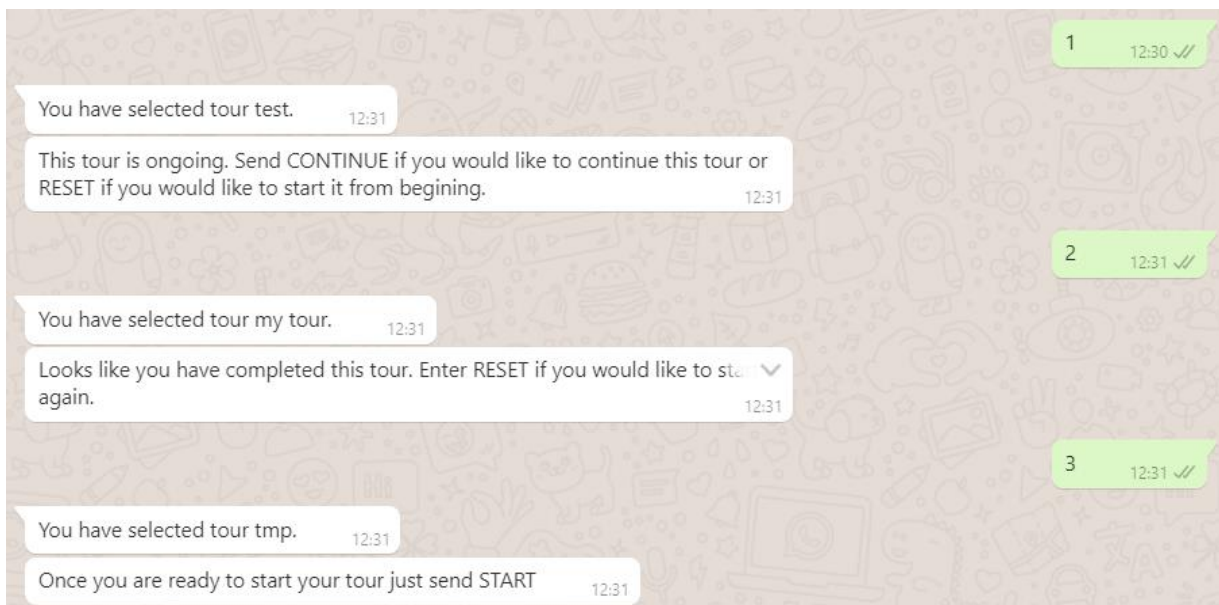 1
12:30
You have selected tour test.
12:31
This tour is ongoing. Send CONTINUE if you would like to continue this tour or
RESET if you would like to start it from begining.
12:31
2
12:31
You have selected tour my tour.
12:31
Looks like you have completed this tour. Enter RESET if you would like to
again.
12:31
3
12:31
You have selected tour tmp.
12:31
Once you are ready to start your tour just send START
12:31